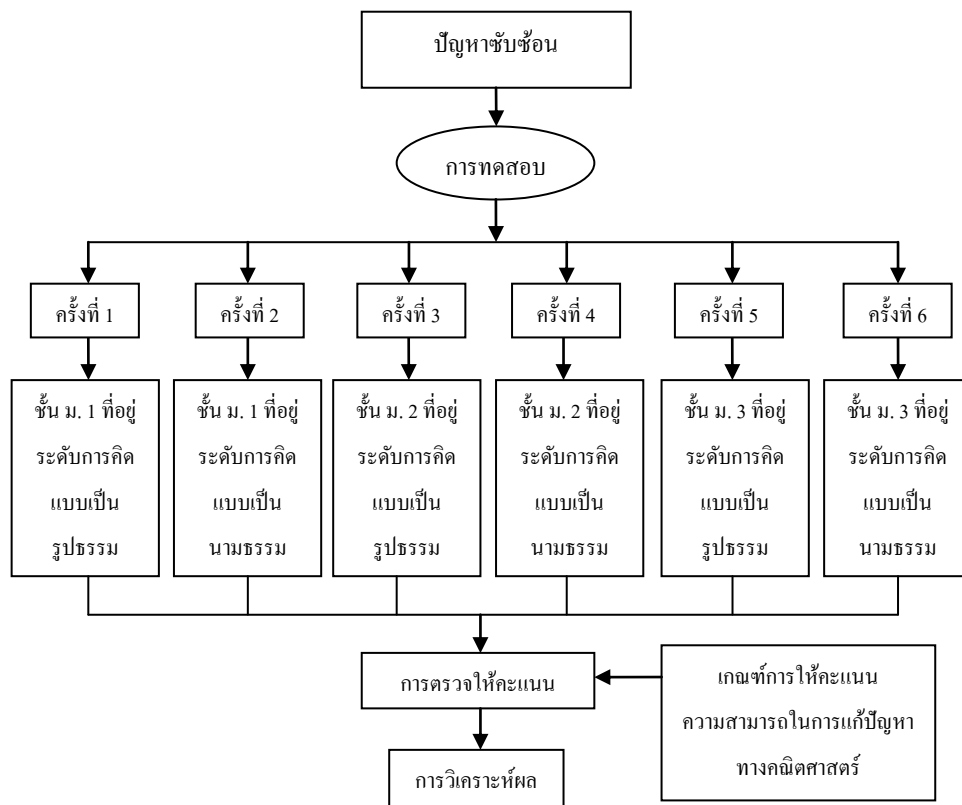 ปัญหาซับซ้อน
การทดสอบ
ครั้งที่ 1
ครั้งที่ 2
ครั้งที่ 3
ครั้งที่ 4
ครั้งที่ 5
ครั้งที่ 6
ชั้น ม. 1 ที่อยู่
ระดับการคิด
แบบเป็น
รูปธรรม
ชั้น ม. 1 ที่อยู่
ระดับการคิด
แบบเป็น
นามธรรม
ชั้น ม. 2 ที่อยู่
ระดับการคิด
แบบเป็น
รูปธรรม
ชั้น ม. 2 ที่อยู่
ระดับการคิด
แบบเป็น
นามธรรม
ชั้น ม. 3 ที่อยู่
ระดับการคิด
แบบเป็น
รูปธรรม
ชั้น ม. 3 ที่อยู่
ระดับการคิด
แบบเป็น
นามธรรม
การตรวจให้คะแนน
เกณฑ์การให้คะแนน
ความสามารถในการแก้ปัญหา
ทางคณิตศาสตร์
การวิเคราะห์ผล